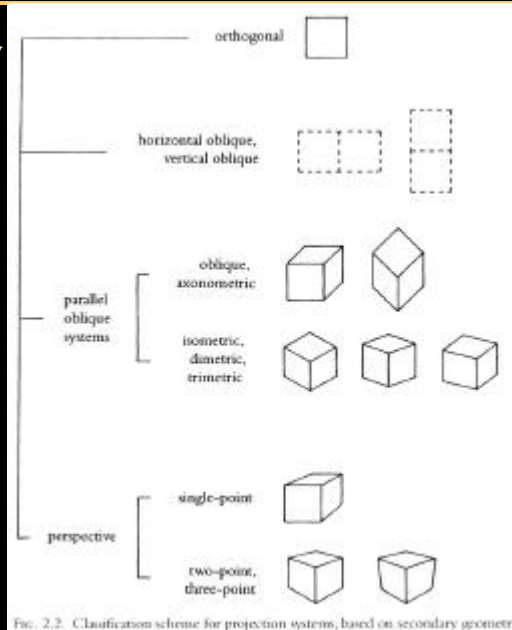 orthogonal
horizontal oblique,
vertical oblique
oblique,
axonometric
parallel
oblique
systems
isometric,
dimetric,
trimetric
single-point
perspective
two-point,
three-point
Fig. 2.2. Classification scheme for projection systems, based on secondary geometr